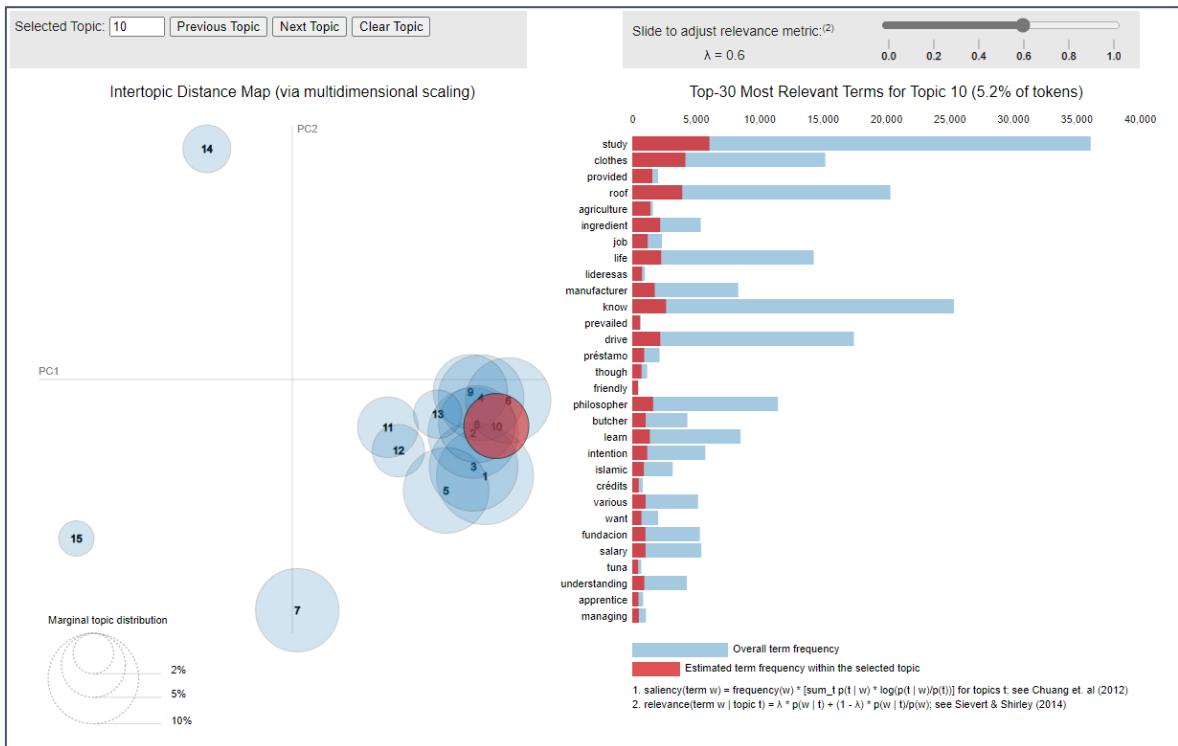 Selected Topic: 10 Previous Topic Next Topic Clear Topic
Slide to adjust relevance metric:(2)
λ = 0.6
0.0 0.2 0.4 0.6 0.8 1.0
Intertopic Distance Map (via multidimensional scaling)
PC2
PC1
14
9
4
6
13
11
8
10
2
12
3
1
5
15
7
Marginal topic distribution
2%
5%
10%
Top-30 Most Relevant Terms for Topic 10 (5.2% of tokens)
0 5,000 10,000 15,000 20,000 25,000 30,000 35,000 40,000
study
clothes
provided
roof
agriculture
ingredient
job
life
lideresas
manufacturer
know
prevailed
drive
préstamo
though
friendly
philosopher
butcher
learn
intention
islamic
crédits
various
want
fundacion
salary
tuna
understanding
apprentice
managing
Overall term frequency
Estimated term frequency within the selected topic
1. saliency(term w) = frequency(w) * [sum_t p(t | w) * log(p(t | w)/p(t))] for topics t; see Chuang et. al (2012)
2. relevance(term w | topic t) = λ * p(w | t) + (1 - λ) * p(w | t)/p(w); see Sievert & Shirley (2014)